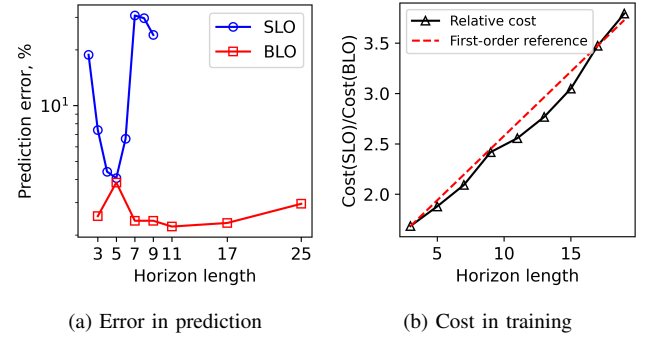 SLO
BLO
Prediction error, %
10¹
3 5 7 9 11 17 25
Horizon length
(a) Error in prediction
Relative cost
First-order reference
Cost(SLO)/Cost(BLO)
3.5
3.0
2.5
2.0
5 10 15
Horizon length
(b) Cost in training